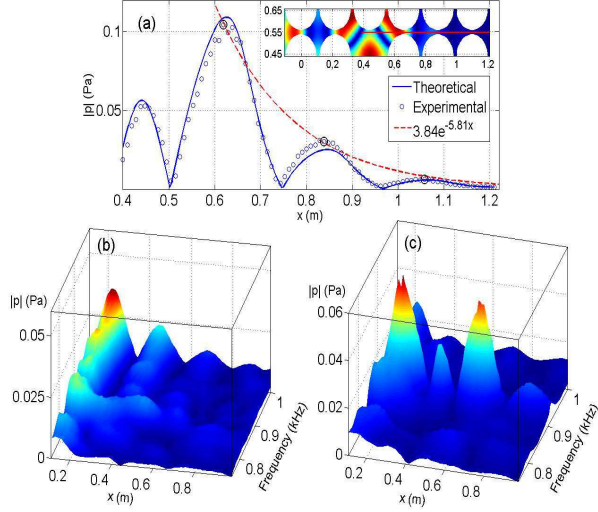 (a)
0.1
0.05
|p| (Pa)
0.4 0.5 0.6 0.7 0.8 0.9 1 1.1 1.2
x (m)
0.65
0.55
0.45
0 0,2 0,4 0,6 0,8 1 1,2
Theoretical
Experimental
3.84e^-5.81x
(b)
|p| (Pa)
0.05
0.025
0
0.2 0.4 0.6 0.8
x (m)
0.8 0.9 1
Frequency (kHz)
(c)
|p| (Pa)
0.06
0.04
0.02
0
0.2 0.4 0.6 0.8
x (m)
0.8 0.9 1
Frequency (kHz)